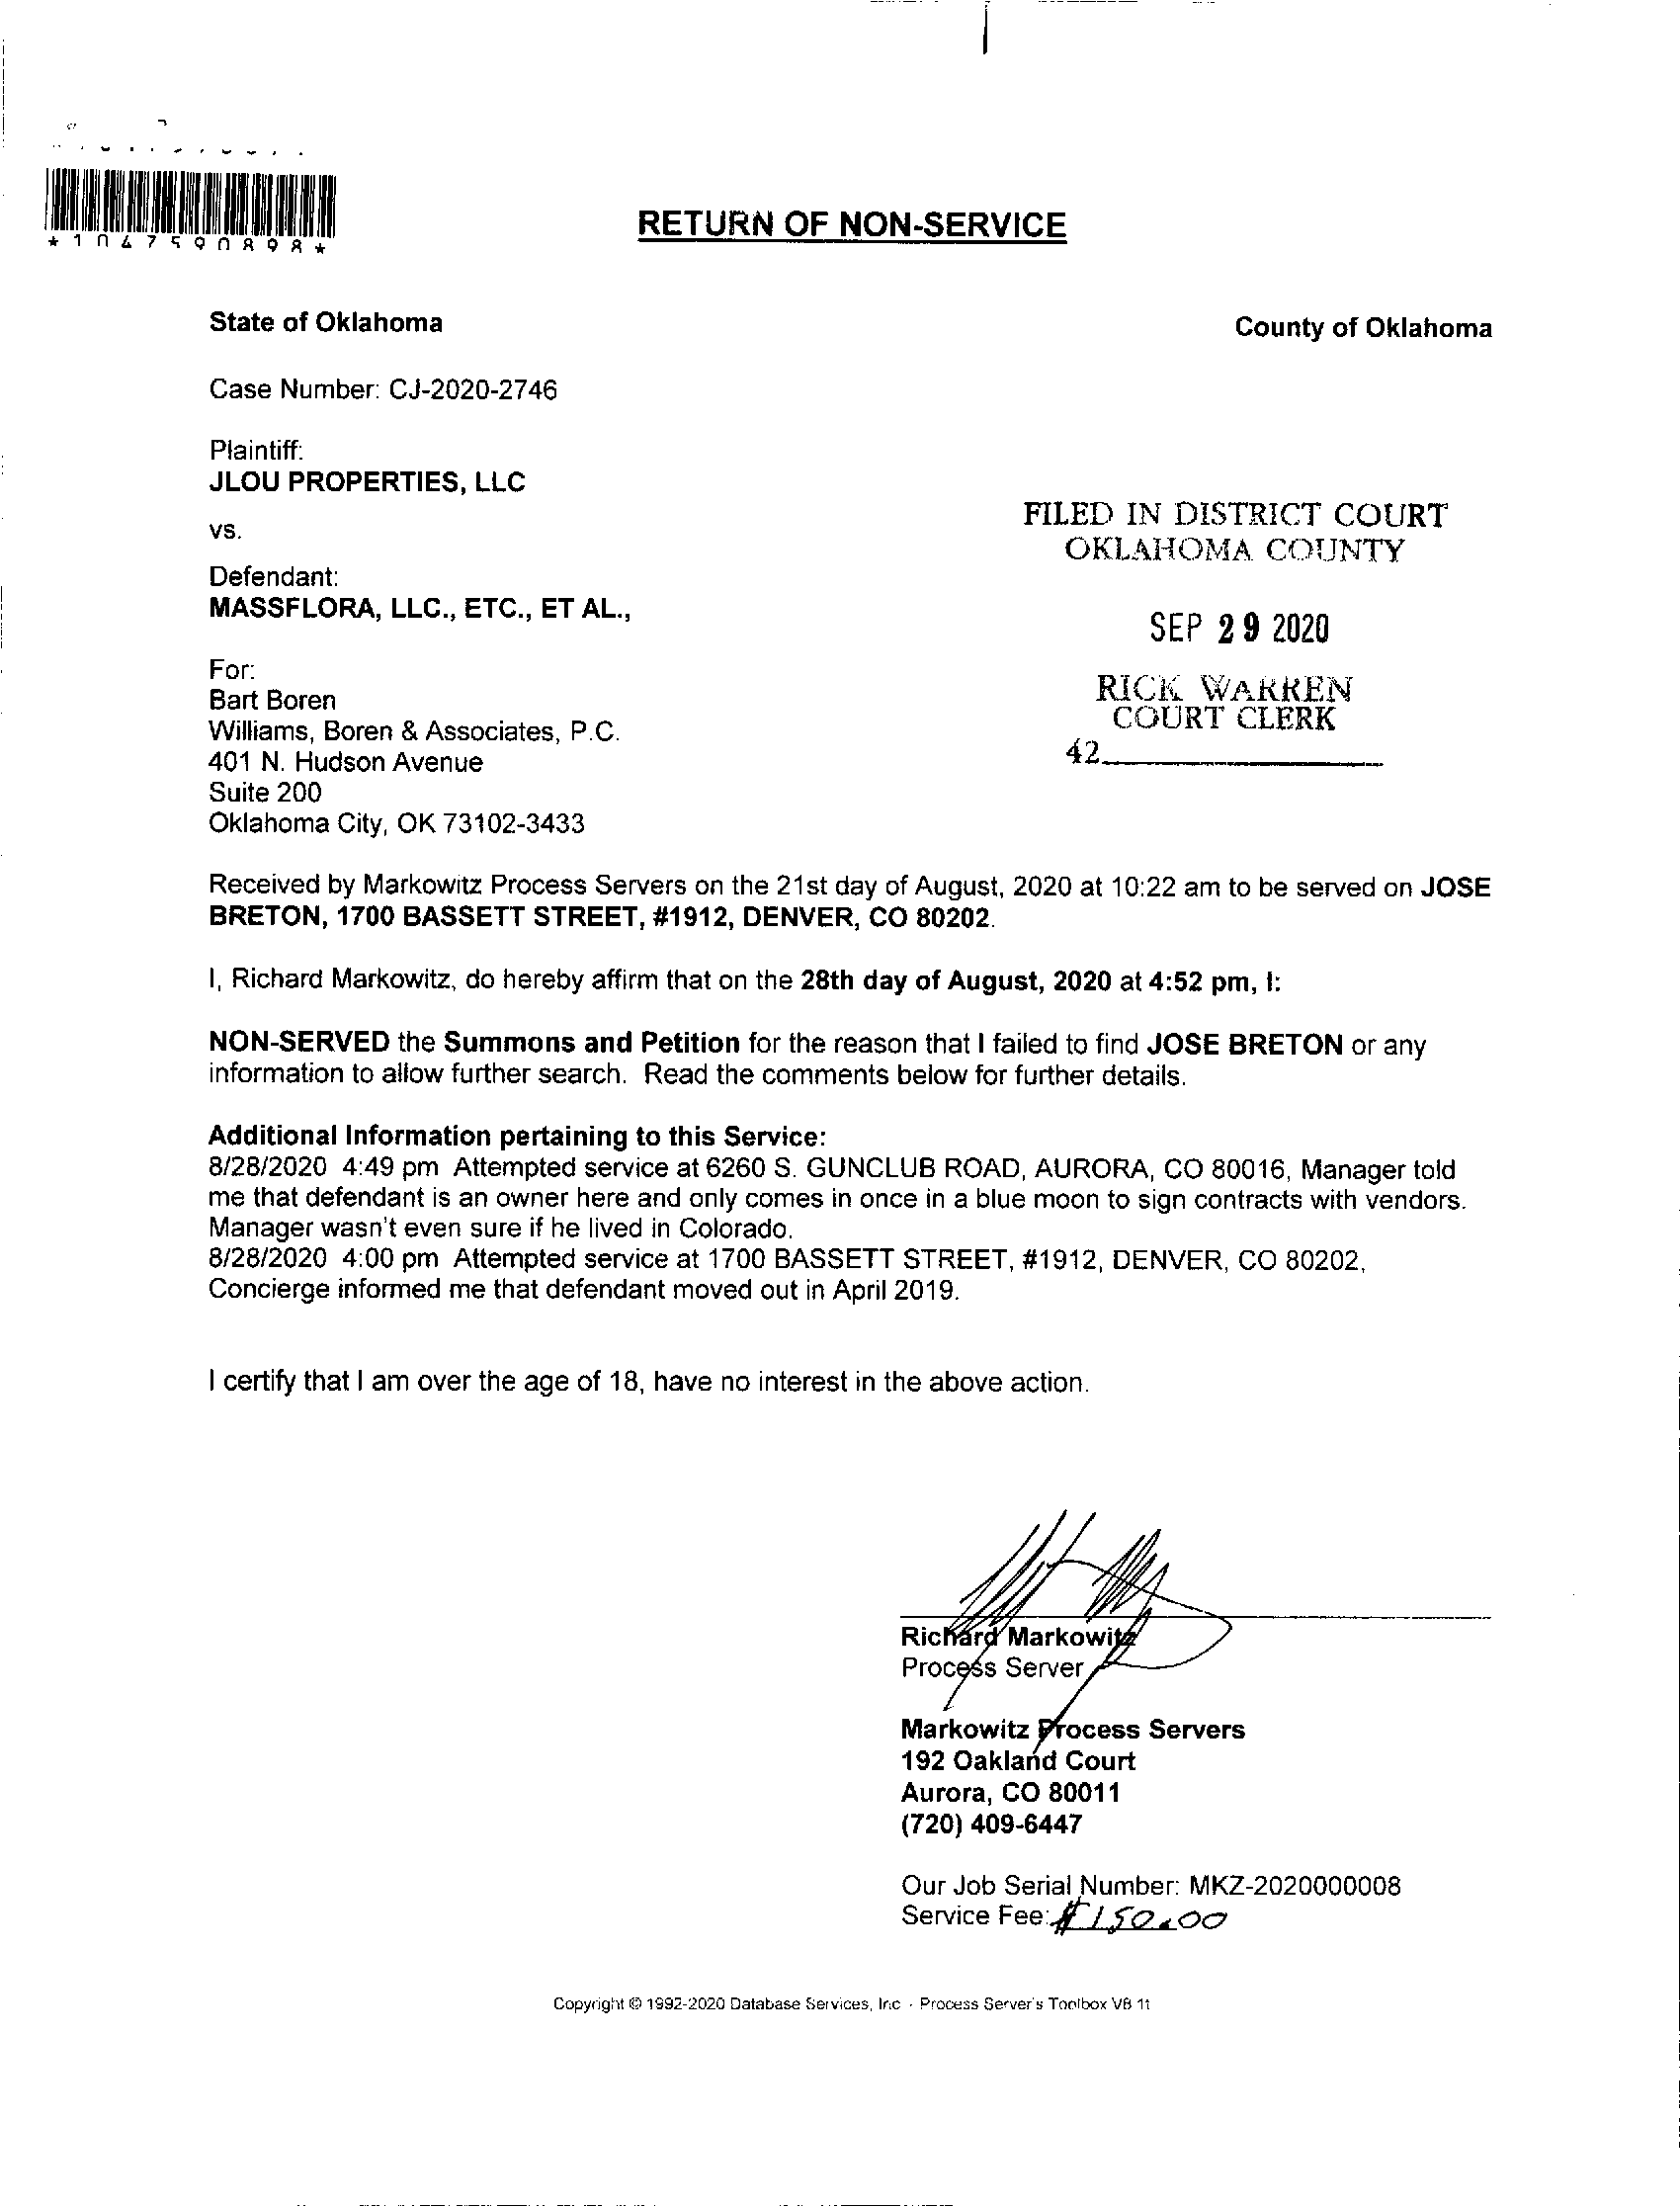 *1047590898*
RETURN OF NON-SERVICE
State of Oklahoma
County of Oklahoma
Case Number: CJ-2020-2746
Plaintiff:
JLOU PROPERTIES, LLC
vs.
Defendant:
MASSFLORA, LLC., ETC., ET AL.,
FILED IN DISTRICT COURT
OKLAHOMA COUNTY
SEP 29 2020
RICK WARREN
COURT CLERK
42
For:
Bart Boren
Williams, Boren & Associates, P.C.
401 N. Hudson Avenue
Suite 200
Oklahoma City, OK 73102-3433
Received by Markowitz Process Servers on the 21st day of August, 2020 at 10:22 am to be served on JOSE
BRETON, 1700 BASSETT STREET, #1912, DENVER, CO 80202.
I, Richard Markowitz, do hereby affirm that on the 28th day of August, 2020 at 4:52 pm, I:
NON-SERVED the Summons and Petition for the reason that I failed to find JOSE BRETON or any
information to allow further search. Read the comments below for further details.
Additional Information pertaining to this Service:
8/28/2020 4:49 pm Attempted service at 6260 S. GUNCLUB ROAD, AURORA, CO 80016, Manager told
me that defendant is an owner here and only comes in once in a blue moon to sign contracts with vendors.
Manager wasn't even sure if he lived in Colorado.
8/28/2020 4:00 pm Attempted service at 1700 BASSETT STREET, #1912, DENVER, CO 80202,
Concierge informed me that defendant moved out in April 2019.
I certify that I am over the age of 18, have no interest in the above action.
Richard Markowitz
Process Server
Markowitz Process Servers
192 Oakland Court
Aurora, CO 80011
(720) 409-6447
Our Job Serial Number: MKZ-2020000008
Service Fee: $150.00
Copyright © 1992-2020 Database Services, Inc. - Process Server's Toolbox V8.1t